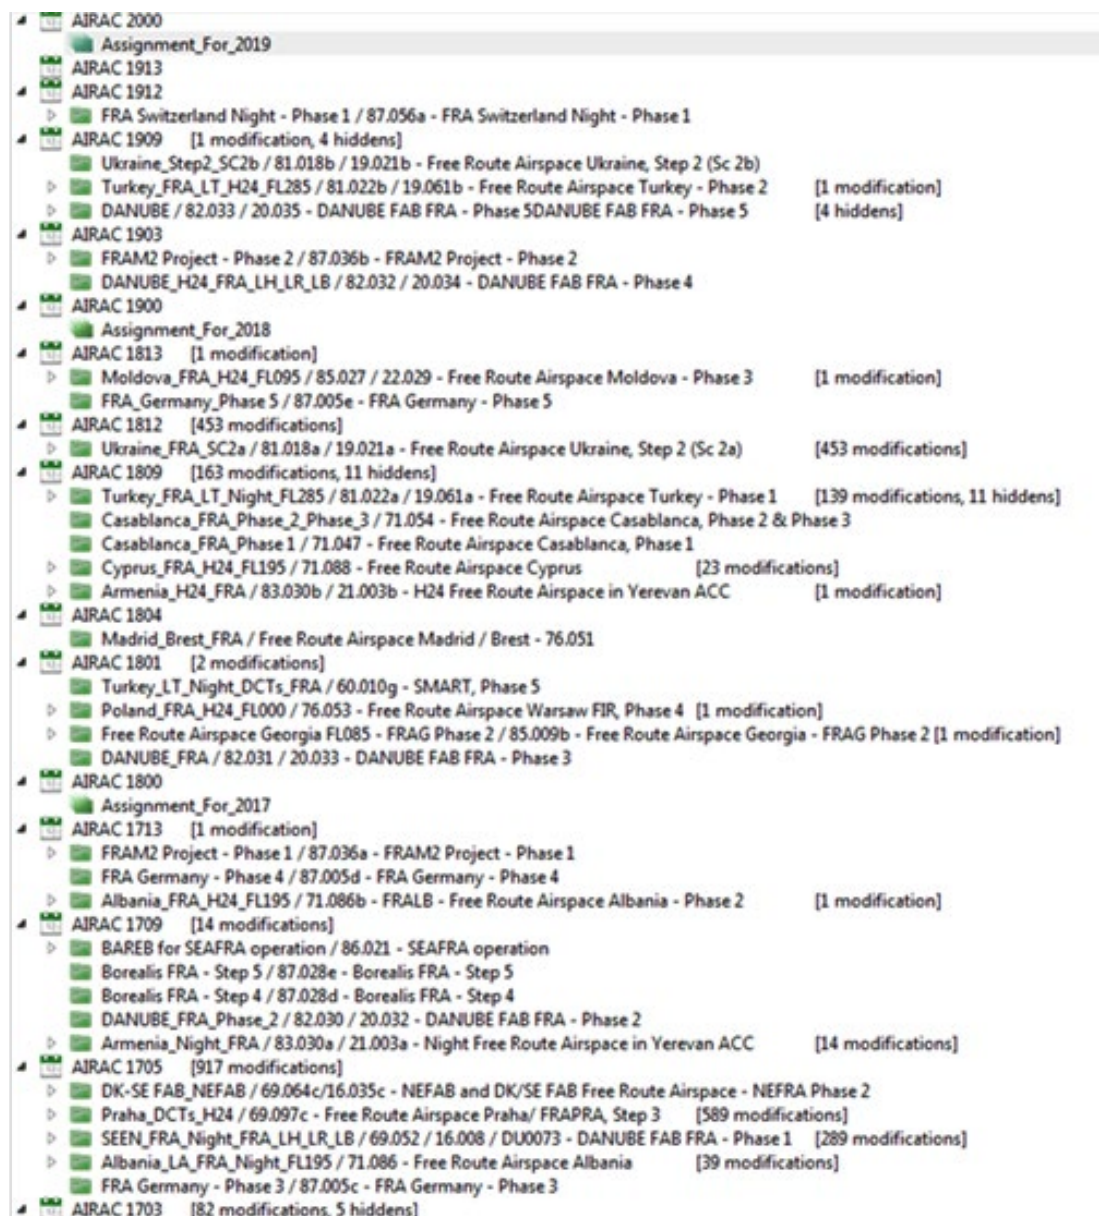 AIRAC 2000
Assignment_For_2019
AIRAC 1913
AIRAC 1912
FRA Switzerland Night - Phase 1 / 87.056a - FRA Switzerland Night - Phase 1
AIRAC 1909 [1 modification, 4 hiddens]
Ukraine_Step2_SC2b / 81.018b / 19.021b - Free Route Airspace Ukraine, Step 2 (Sc 2b)
Turkey_FRA_LT_H24_FL285 / 81.022b / 19.061b - Free Route Airspace Turkey - Phase 2 [1 modification]
DANUBE / 82.033 / 20.035 - DANUBE FAB FRA - Phase 5DANUBE FAB FRA - Phase 5 [4 hiddens]
AIRAC 1903
FRAM2 Project - Phase 2 / 87.036b - FRAM2 Project - Phase 2
DANUBE_H24_FRA_LH_LR_LB / 82.032 / 20.034 - DANUBE FAB FRA - Phase 4
AIRAC 1900
Assignment_For_2018
AIRAC 1813 [1 modification]
Moldova_FRA_H24_FL095 / 85.027 / 22.029 - Free Route Airspace Moldova - Phase 3 [1 modification]
FRA_Germany_Phase 5 / 87.005e - FRA Germany - Phase 5
AIRAC 1812 [453 modifications]
Ukraine_FRA_SC2a / 81.018a / 19.021a - Free Route Airspace Ukraine, Step 2 (Sc 2a) [453 modifications]
AIRAC 1809 [163 modifications, 11 hiddens]
Turkey_FRA_LT_Night_FL285 / 81.022a / 19.061a - Free Route Airspace Turkey - Phase 1 [139 modifications, 11 hiddens]
Casablanca_FRA_Phase_2_Phase_3 / 71.054 - Free Route Airspace Casablanca, Phase 2 & Phase 3
Casablanca_FRA_Phase 1 / 71.047 - Free Route Airspace Casablanca, Phase 1
Cyprus_FRA_H24_FL195 / 71.088 - Free Route Airspace Cyprus [23 modifications]
Armenia_H24_FRA / 83.030b / 21.003b - H24 Free Route Airspace in Yerevan ACC [1 modification]
AIRAC 1804
Madrid_Brest_FRA / Free Route Airspace Madrid / Brest - 76.051
AIRAC 1801 [2 modifications]
Turkey_LT_Night_DCTs_FRA / 60.010g - SMART, Phase 5
Poland_FRA_H24_FL000 / 76.053 - Free Route Airspace Warsaw FIR, Phase 4 [1 modification]
Free Route Airspace Georgia FL085 - FRAG Phase 2 / 85.009b - Free Route Airspace Georgia - FRAG Phase 2 [1 modification]
DANUBE_FRA / 82.031 / 20.033 - DANUBE FAB FRA - Phase 3
AIRAC 1800
Assignment_For_2017
AIRAC 1713 [1 modification]
FRAM2 Project - Phase 1 / 87.036a - FRAM2 Project - Phase 1
FRA Germany - Phase 4 / 87.005d - FRA Germany - Phase 4
Albania_FRA_H24_FL195 / 71.086b - FRALB - Free Route Airspace Albania - Phase 2 [1 modification]
AIRAC 1709 [14 modifications]
BAREB for SEAFRA operation / 86.021 - SEAFRA operation
Borealis FRA - Step 5 / 87.028e - Borealis FRA - Step 5
Borealis FRA - Step 4 / 87.028d - Borealis FRA - Step 4
DANUBE_FRA_Phase_2 / 82.030 / 20.032 - DANUBE FAB FRA - Phase 2
Armenia_Night_FRA / 83.030a / 21.003a - Night Free Route Airspace in Yerevan ACC [14 modifications]
AIRAC 1705 [917 modifications]
DK-SE FAB_NEFAB / 69.064c/16.035c - NEFAB and DK/SE FAB Free Route Airspace - NEFRA Phase 2
Praha_DCTs_H24 / 69.097c - Free Route Airspace Praha/ FRAPRA, Step 3 [589 modifications]
SEEN_FRA_Night_FRA_LH_LR_LB / 69.052 / 16.008 / DU0073 - DANUBE FAB FRA - Phase 1 [289 modifications]
Albania_LA_FRA_Night_FL195 / 71.086 - Free Route Airspace Albania [39 modifications]
FRA Germany - Phase 3 / 87.005c - FRA Germany - Phase 3
AIRAC 1703 [82 modifications, 5 hiddens]